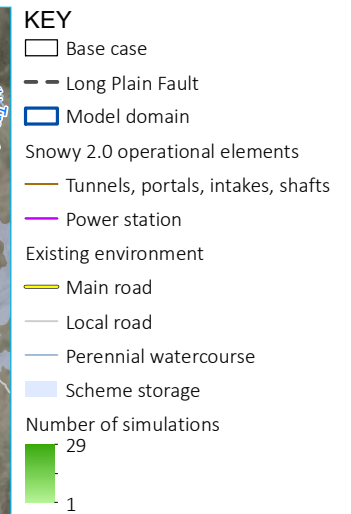 KEY
Base case
Long Plain Fault
Model domain
Snowy 2.0 operational elements
Tunnels, portals, intakes, shafts
Power station
Existing environment
Main road
Local road
Perennial watercourse
Scheme storage
Number of simulations
29
1